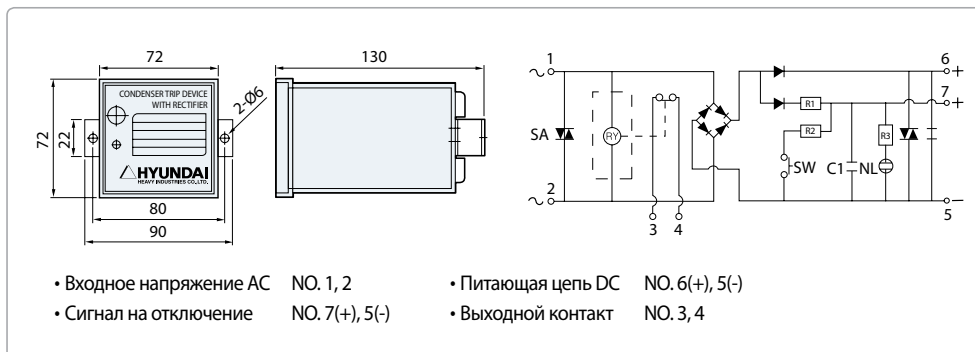 72
130
72
22
2-Ø6
CONDENSER TRIP DEVICE
WITH RECTIFIER
HYUNDAI
HEAVY INDUSTRIES CO.,LTD.
80
90
1
2
SA
RY
3 4
R1
R2
R3
SW
C1
NL
6 +
7 +
5 −
• Входное напряжение AC NO. 1, 2
• Сигнал на отключение NO. 7(+), 5(-)
• Питающая цепь DC NO. 6(+), 5(-)
• Выходной контакт NO. 3, 4